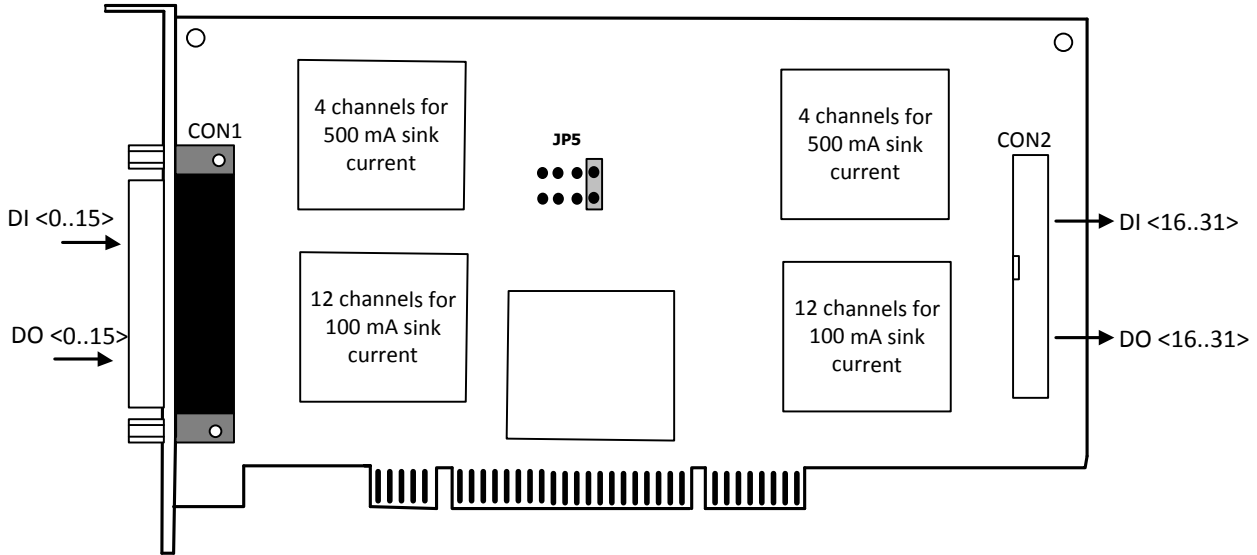 4 channels for
500 mA sink
current
4 channels for
500 mA sink
current
CON1
JP5
CON2
DI <0..15>
DI <16..31>
12 channels for
100 mA sink
current
12 channels for
100 mA sink
current
DO <0..15>
DO <16..31>